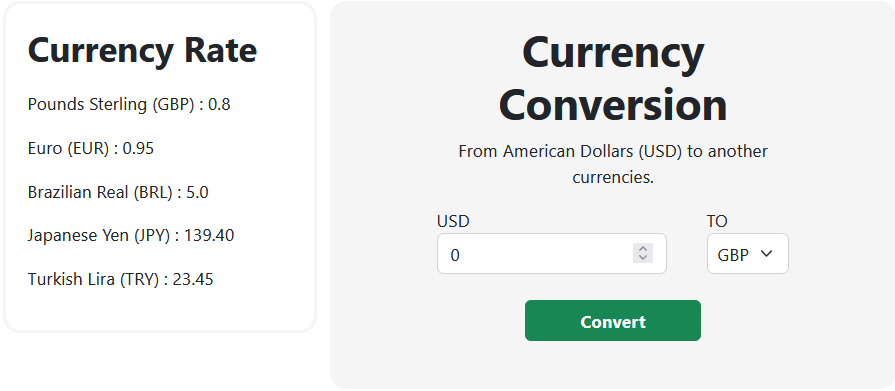 Currency Rate
Pounds Sterling (GBP) : 0.8
Euro (EUR) : 0.95
Brazilian Real (BRL) : 5.0
Japanese Yen (JPY) : 139.40
Turkish Lira (TRY) : 23.45
Currency
Conversion
From American Dollars (USD) to another
currencies.
USD
TO
0
GBP
Convert